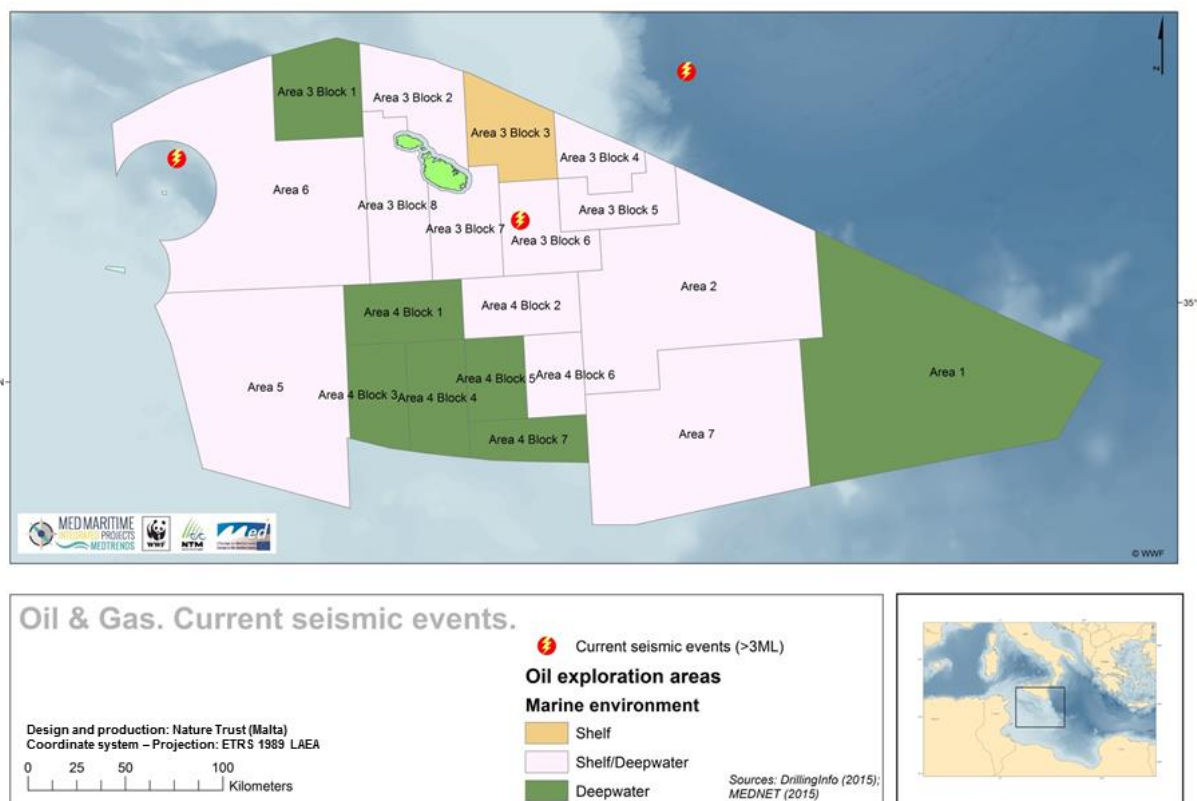 N
Area 3 Block 1
Area 3 Block 2
Area 3 Block 3
Area 3 Block 4
Area 6
Area 3 Block 8
Area 3 Block 5
Area 3 Block 7
Area 3 Block 6
Area 2
35°
Area 4 Block 1
Area 4 Block 2
N
Area 5
Area 4 Block 3
Area 4 Block 4
Area 4 Block 5
Area 4 Block 6
Area 1
Area 4 Block 7
Area 7
MEDMARITIME
INTEGRATED PROJECTS
MEDTRENDS
WWF
NTM
Med
© WWF
Oil & Gas. Current seismic events.
Current seismic events (>3ML)
Oil exploration areas
Marine environment
Shelf
Shelf/Deepwater
Deepwater
Design and production: Nature Trust (Malta)
Coordinate system – Projection: ETRS 1989 LAEA
0 25 50 100
Kilometers
Sources: DrillingInfo (2015);
MEDNET (2015)